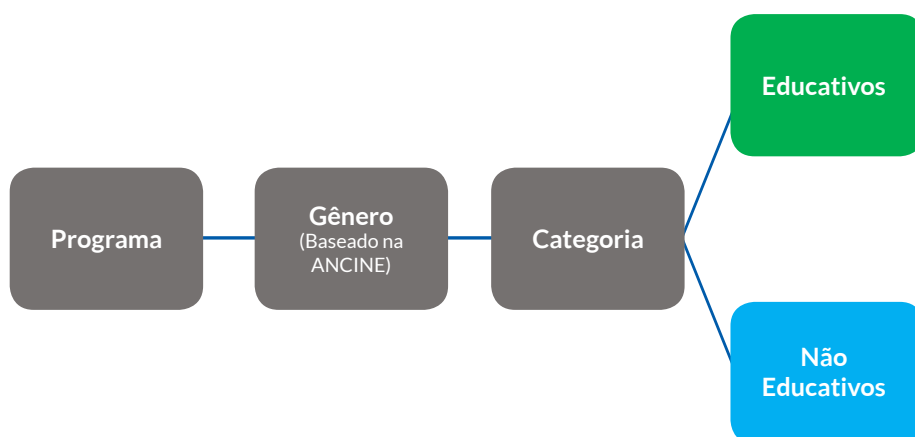 Programa
Gênero
(Baseado na
ANCINE)
Categoria
Educativos
Não
Educativos